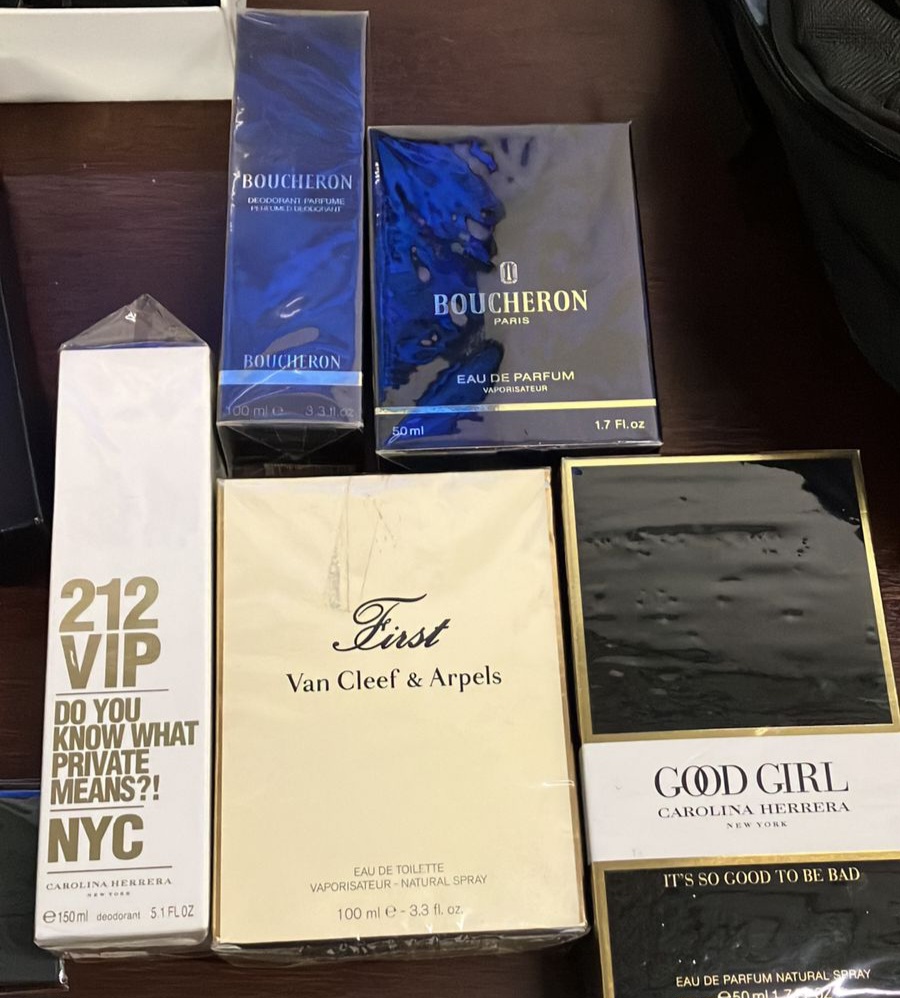 BOUCHERON
DEODORANT PARFUME
PERFUMED DEODORANT
BOUCHERON
100 ml e 3.3 fl.oz
BOUCHERON
PARIS
EAU DE PARFUM
VAPORISATEUR
50 ml 1.7 Fl.oz
212
VIP
DO YOU
KNOW WHAT
PRIVATE
MEANS?!
NYC
CAROLINA HERRERA
NEW YORK
e 150 ml deodorant 5.1 FL OZ
First
Van Cleef & Arpels
EAU DE TOILETTE
VAPORISATEUR - NATURAL SPRAY
100 ml e - 3.3 fl. oz.
GOOD GIRL
CAROLINA HERRERA
NEW YORK
IT'S SO GOOD TO BE BAD
EAU DE PARFUM NATURAL SPRAY
e 50 ml 1.7